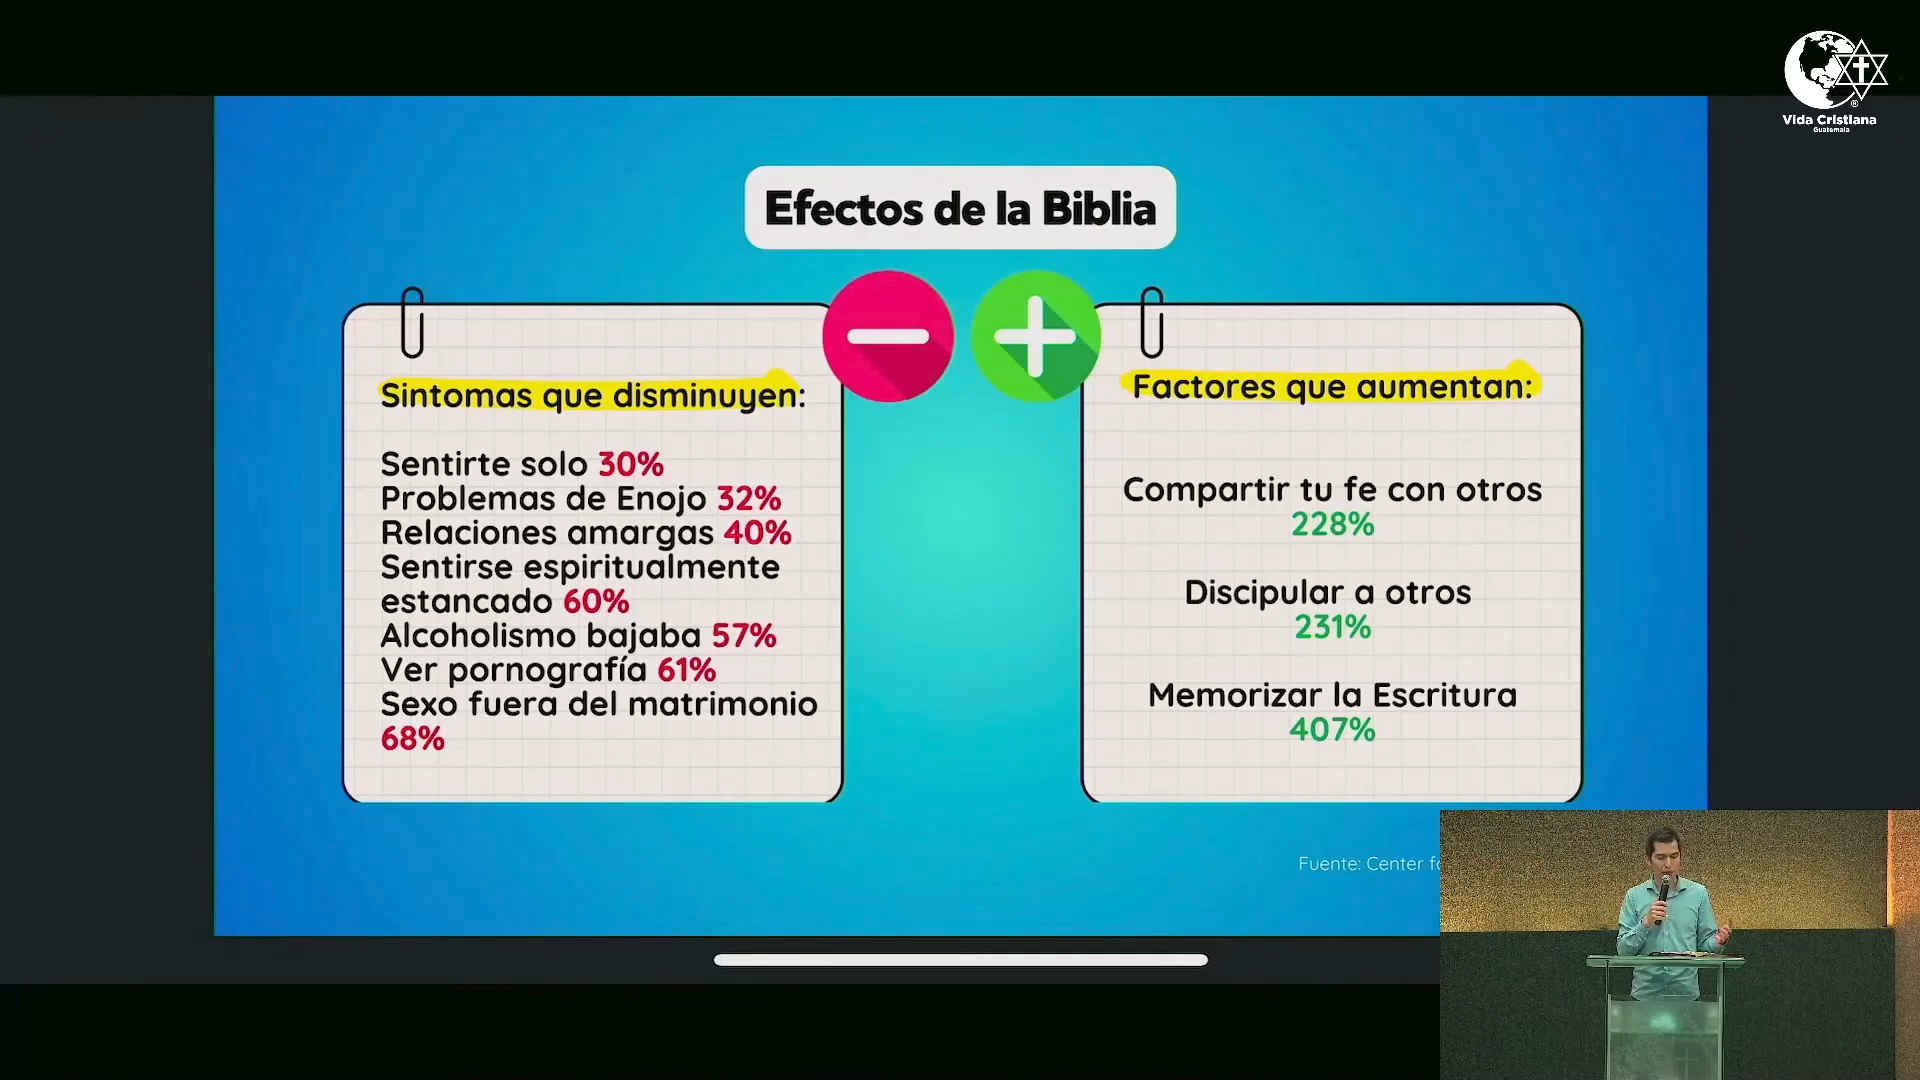 Vida Cristiana
Guatemala
Efectos de la Biblia
Sintomas que disminuyen:
Sentirte solo 30%
Problemas de Enojo 32%
Relaciones amargas 40%
Sentirse espiritualmente
estancado 60%
Alcoholismo bajaba 57%
Ver pornografía 61%
Sexo fuera del matrimonio
68%
Factores que aumentan:
Compartir tu fe con otros
228%
Discipular a otros
231%
Memorizar la Escritura
407%
Fuente: Center